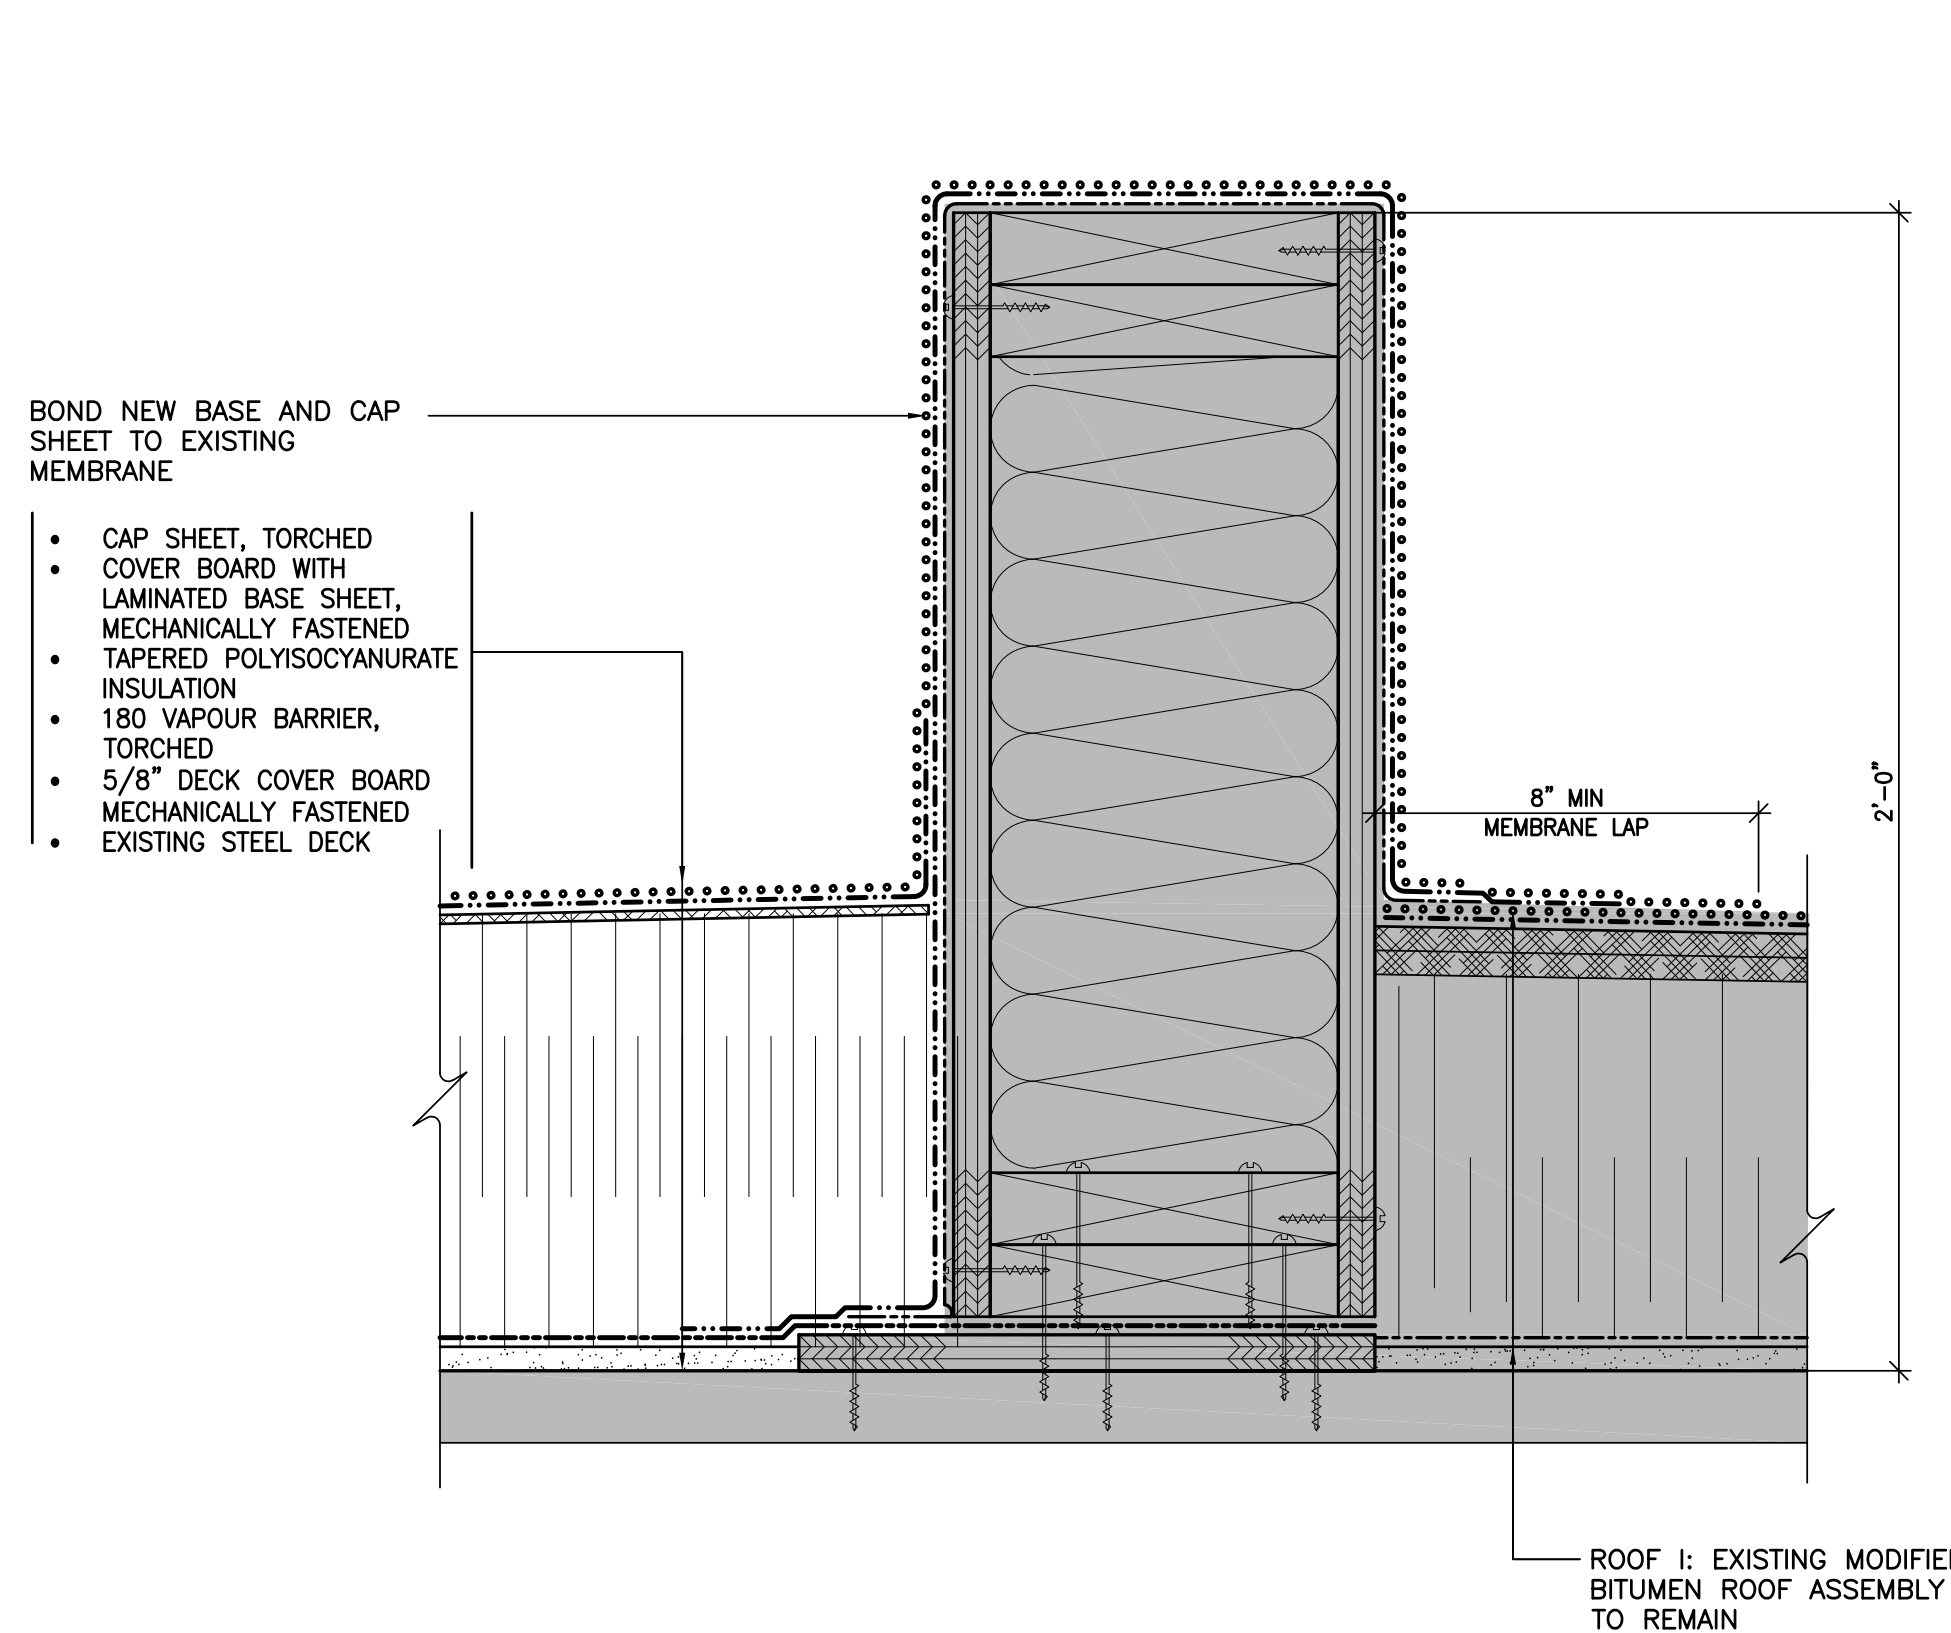 BOND NEW BASE AND CAP
SHEET TO EXISTING
MEMBRANE
• CAP SHEET, TORCHED
• COVER BOARD WITH
LAMINATED BASE SHEET,
MECHANICALLY FASTENED
• TAPERED POLYISOCYANURATE
INSULATION
• 180 VAPOUR BARRIER,
TORCHED
• 5/8" DECK COVER BOARD
MECHANICALLY FASTENED
• EXISTING STEEL DECK
8" MIN
MEMBRANE LAP
2'-0"
ROOF I: EXISTING MODIFIE
BITUMEN ROOF ASSEMBLY
TO REMAIN